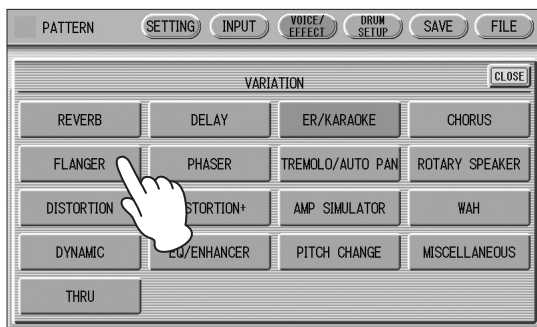 PATTERN SETTING INPUT VOICE/ EFFECT DRUM SETUP SAVE FILE
VARIATION CLOSE
REVERB DELAY ER/KARAOKE CHORUS
FLANGER PHASER TREMOLO/AUTO PAN ROTARY SPEAKER
DISTORTION STORTION+ AMP SIMULATOR WAH
DYNAMIC EQ/ENHANCER PITCH CHANGE MISCELLANEOUS
THRU